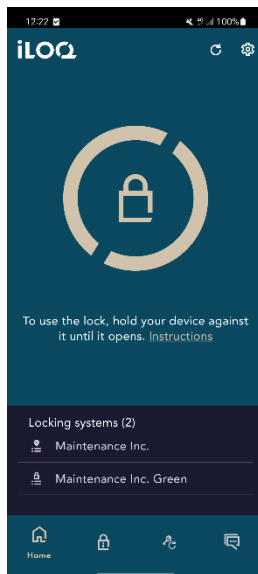 12:22
100%
iLOQ
To use the lock, hold your device against
it until it opens. Instructions
Locking systems (2)
Maintenance Inc.
Maintenance Inc. Green
Home